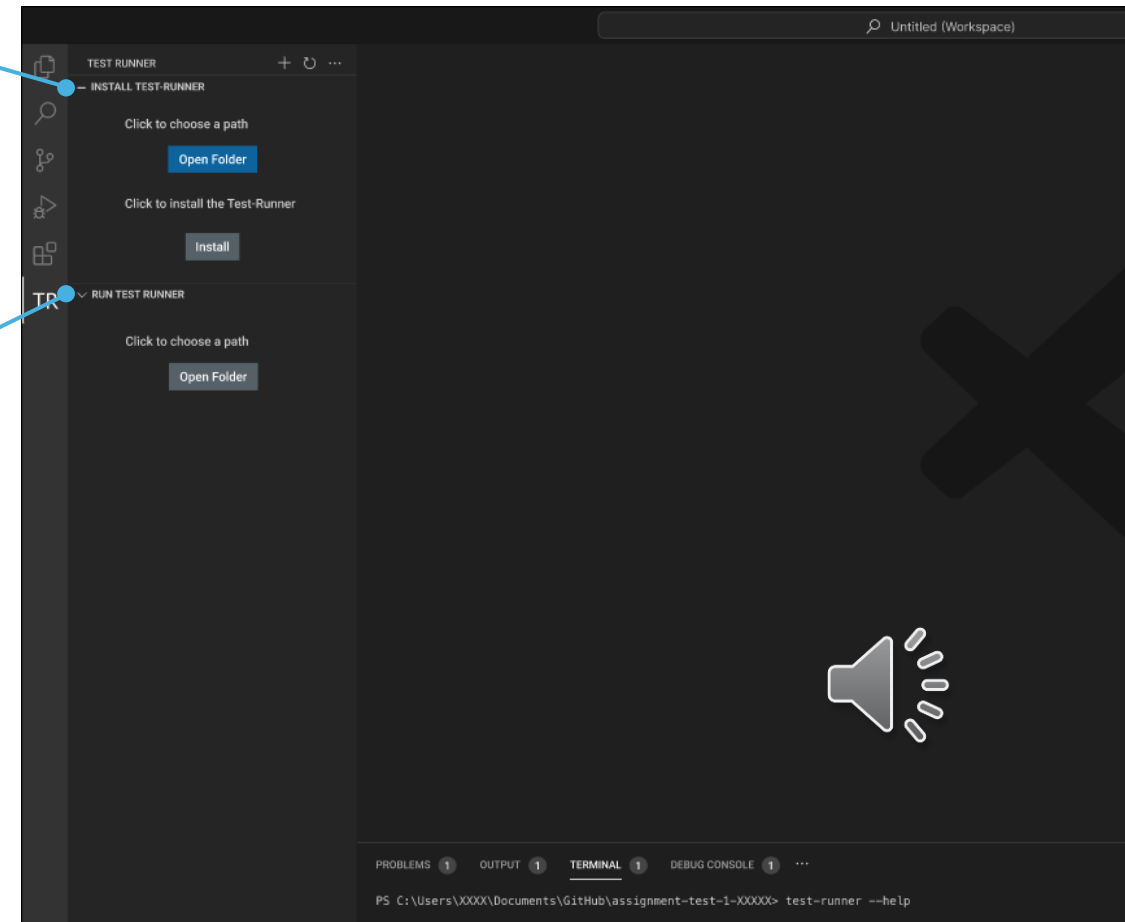 Untitled (Workspace)
TEST RUNNER
INSTALL TEST-RUNNER
Click to choose a path
Open Folder
Click to install the Test-Runner
Install
TR
RUN TEST RUNNER
Click to choose a path
Open Folder
PROBLEMS 1 OUTPUT 1 TERMINAL 1 DEBUG CONSOLE 1 ···
PS C:\Users\XXXX\Documents\GitHub\assignment-test-1-XXXXX> test-runner --help